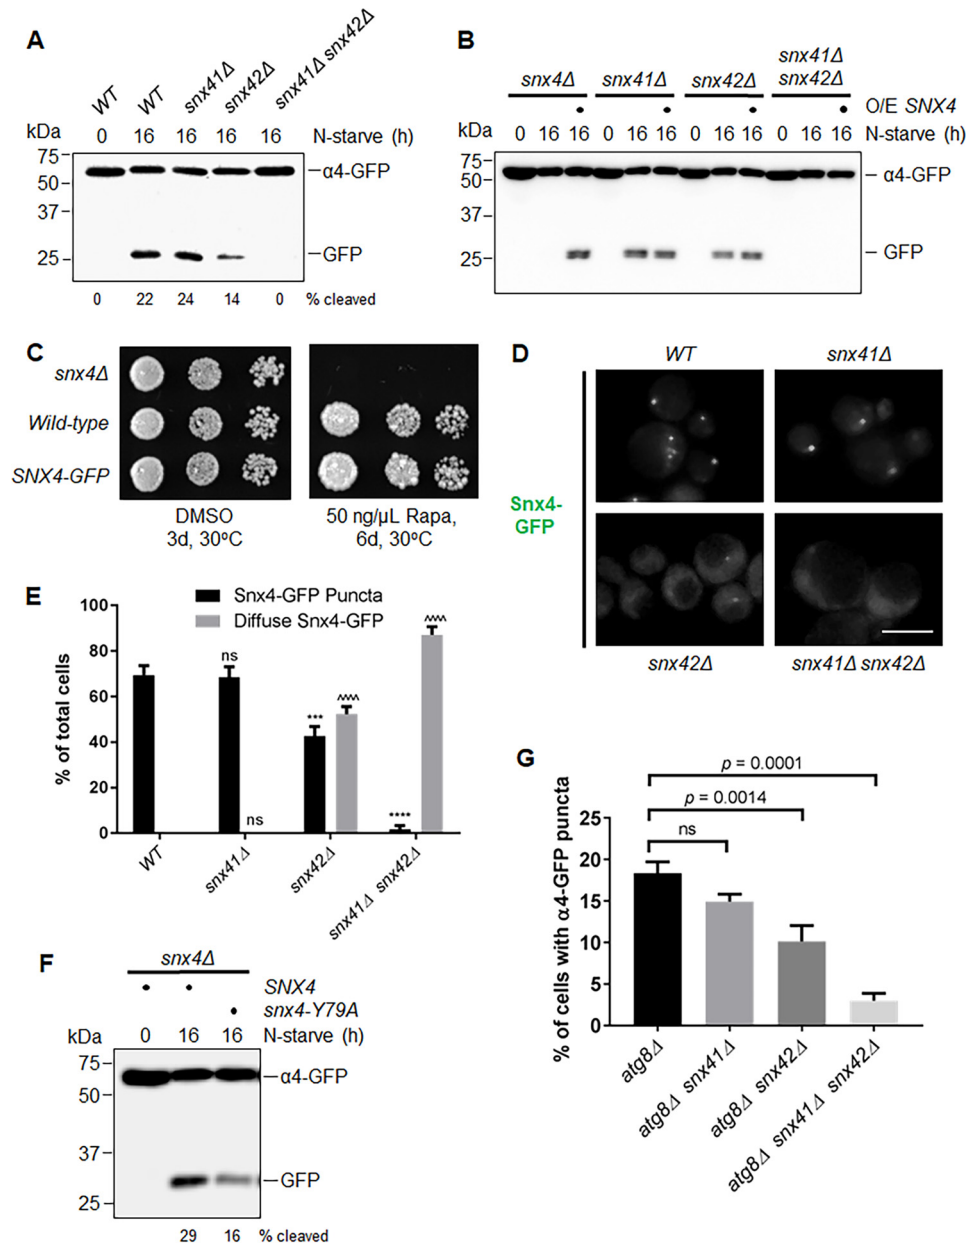 A
WT
WT
snx41Δ
snx42Δ
snx41Δ snx42Δ
kDa 0 16 16 16 16 N-starve (h)
75
50
37
25
α4-GFP
GFP
0 22 24 14 0 % cleaved
B
snx4Δ snx41Δ snx42Δ snx41Δ snx42Δ
• • • • O/E SNX4
kDa 0 16 16 0 16 16 0 16 16 0 16 16 N-starve (h)
75
50
37
25
α4-GFP
GFP
C
snx4Δ
Wild-type
SNX4-GFP
DMSO
3d, 30°C
50 ng/µL Rapa,
6d, 30°C
D
WT snx41Δ
Snx4-
GFP
snx42Δ snx41Δ snx42Δ
E
Snx4-GFP Puncta
Diffuse Snx4-GFP
% of total cells
100
80
60
40
20
0
ns
ns
***
^^^^
****
^^^^
WT
snx41Δ
snx42Δ
snx41Δ snx42Δ
F
snx4Δ
• • SNX4
• snx4-Y79A
kDa 0 16 16 N-starve (h)
75
50
37
25
α4-GFP
GFP
29 16 % cleaved
G
p = 0.0001
p = 0.0014
ns
% of cells with α4-GFP puncta
25
20
15
10
5
0
atg8Δ
atg8Δ snx41Δ
atg8Δ snx42Δ
atg8Δ snx41Δ snx42Δ